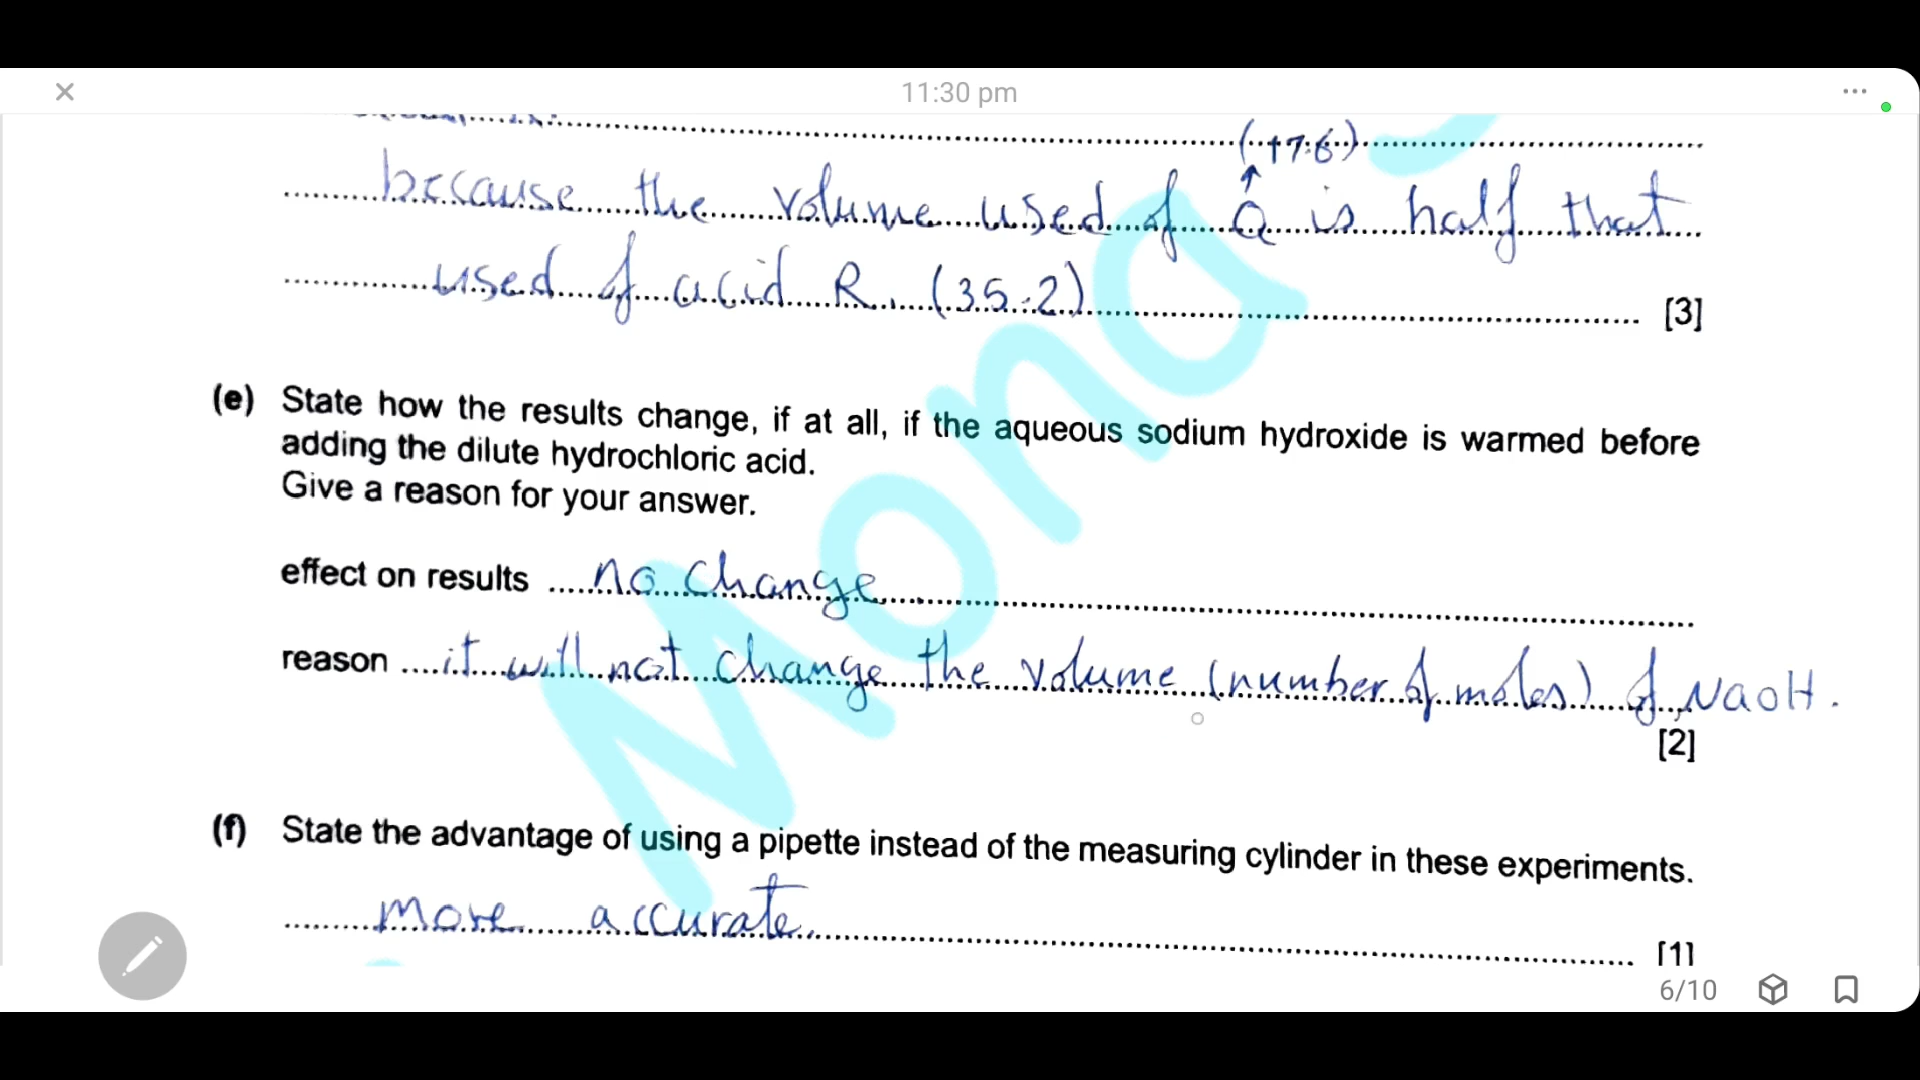 11:30 pm
(17.6)
because the volume used of Q is half that
used of acid R. (35.2)
[3]
(e) State how the results change, if at all, if the aqueous sodium hydroxide is warmed before
adding the dilute hydrochloric acid.
Give a reason for your answer.
effect on results no change
reason it will not change the volume (number of moles) of NaOH.
[2]
(f) State the advantage of using a pipette instead of the measuring cylinder in these experiments.
more accurate.
[1]
6/10
Mona